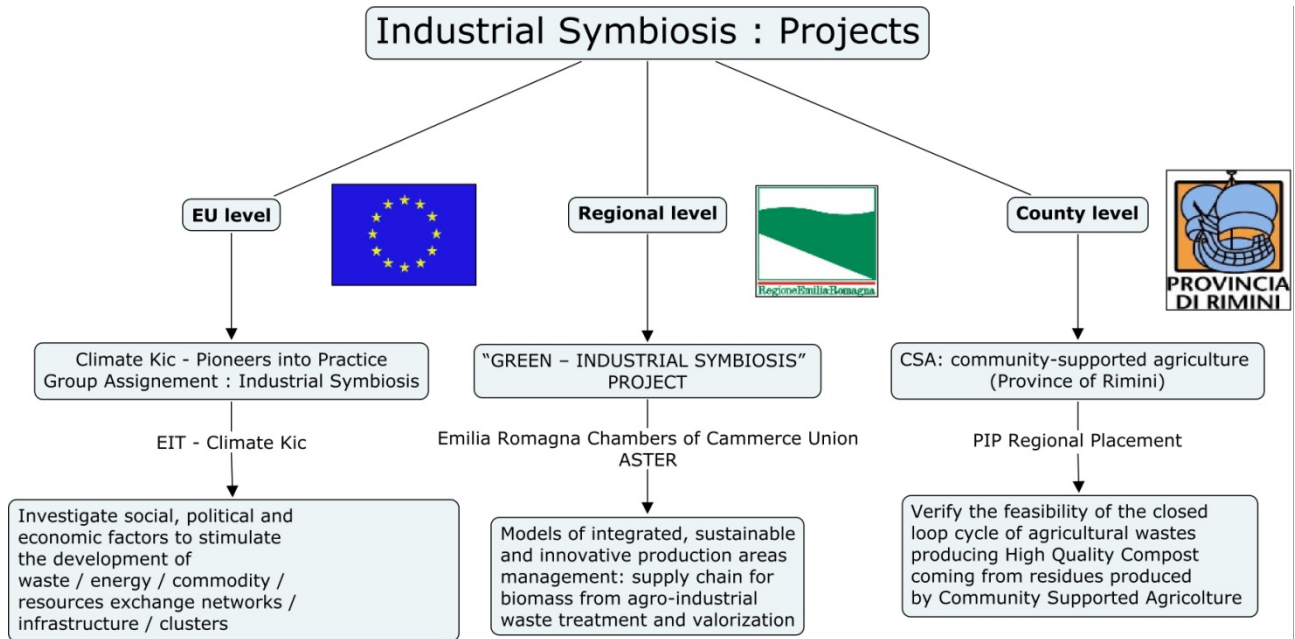 Industrial Symbiosis : Projects
EU level
Regional level
RegioneEmiliaRomagna
County level
PROVINCIA
DI RIMINI
Climate Kic - Pioneers into Practice
Group Assignement : Industrial Symbiosis
“GREEN – INDUSTRIAL SYMBIOSIS”
PROJECT
CSA: community-supported agriculture
(Province of Rimini)
EIT - Climate Kic
Emilia Romagna Chambers of Cammerce Union
ASTER
PIP Regional Placement
Investigate social, political and
economic factors to stimulate
the development of
waste / energy / commodity /
resources exchange networks /
infrastructure / clusters
Models of integrated, sustainable
and innovative production areas
management: supply chain for
biomass from agro-industrial
waste treatment and valorization
Verify the feasibility of the closed
loop cycle of agricultural wastes
producing High Quality Compost
coming from residues produced
by Community Supported Agricolture